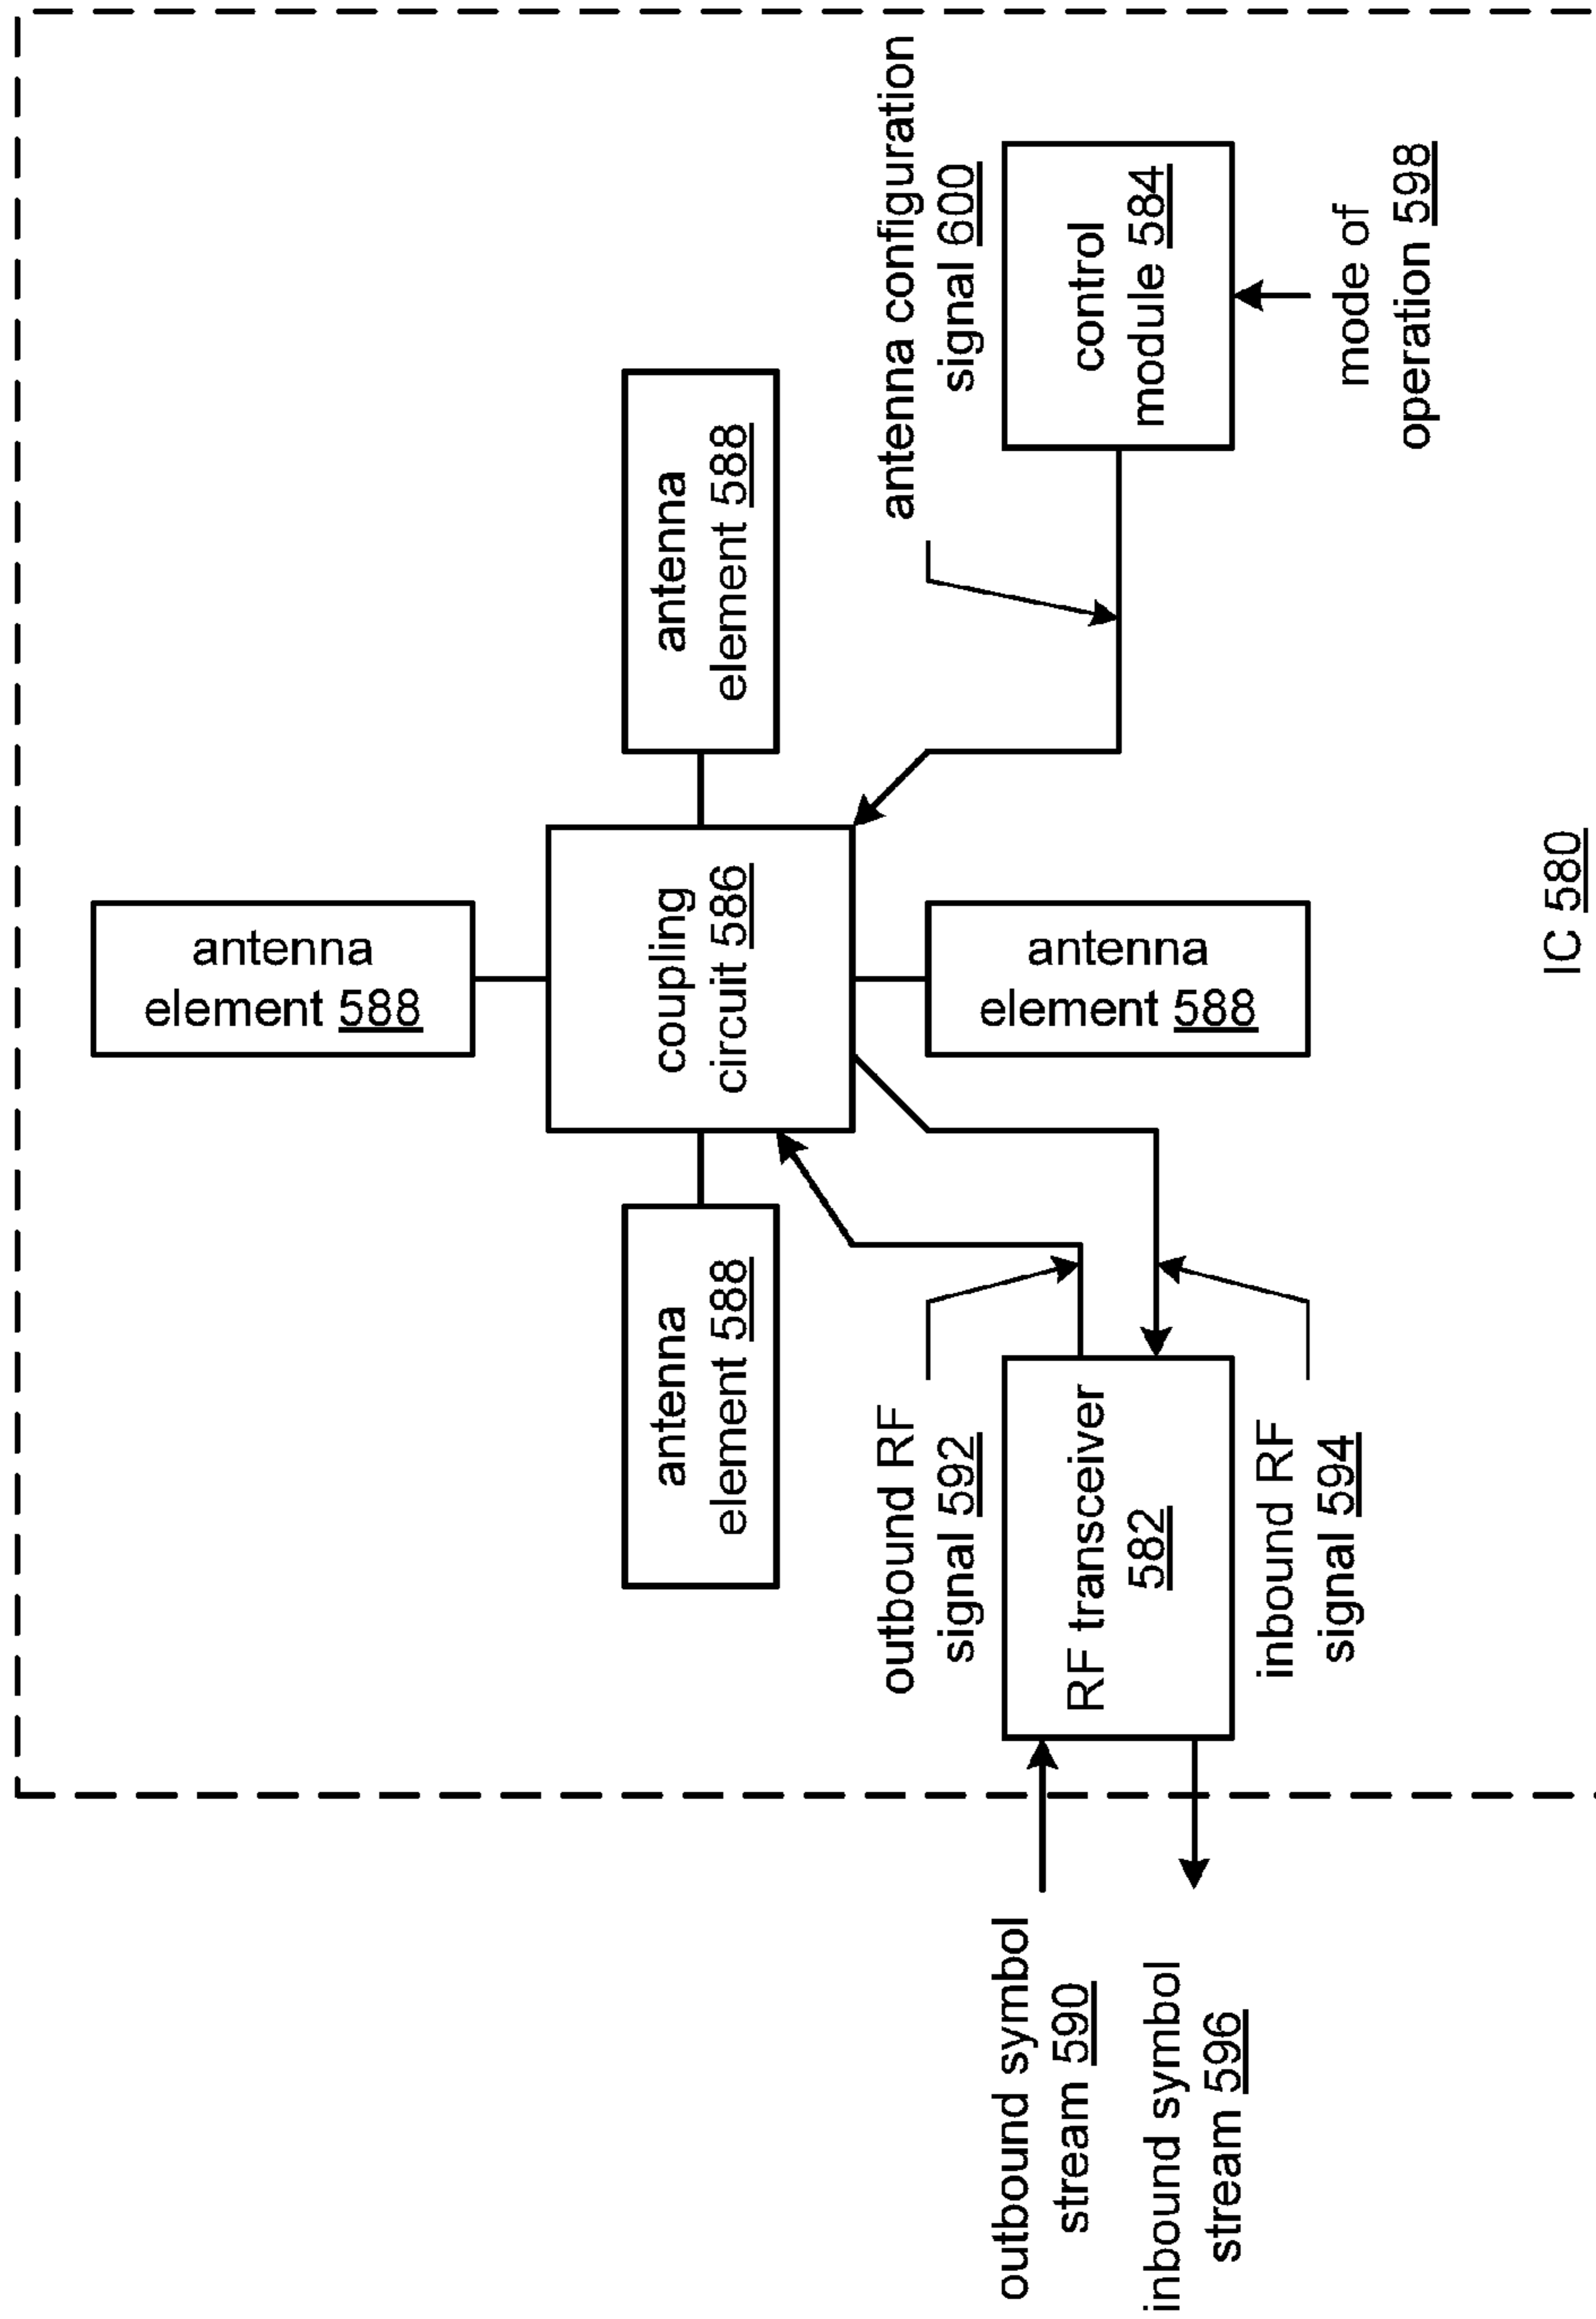 antenna
element 588
antenna
element 588
coupling
circuit 586
antenna
element 588
antenna
element 588
antenna configuration
signal 600
outbound RF
signal 592
control
module 584
RF transceiver
582
inbound RF
signal 594
mode of
operation 598
outbound symbol
stream 590
inbound symbol
stream 596
IC 580